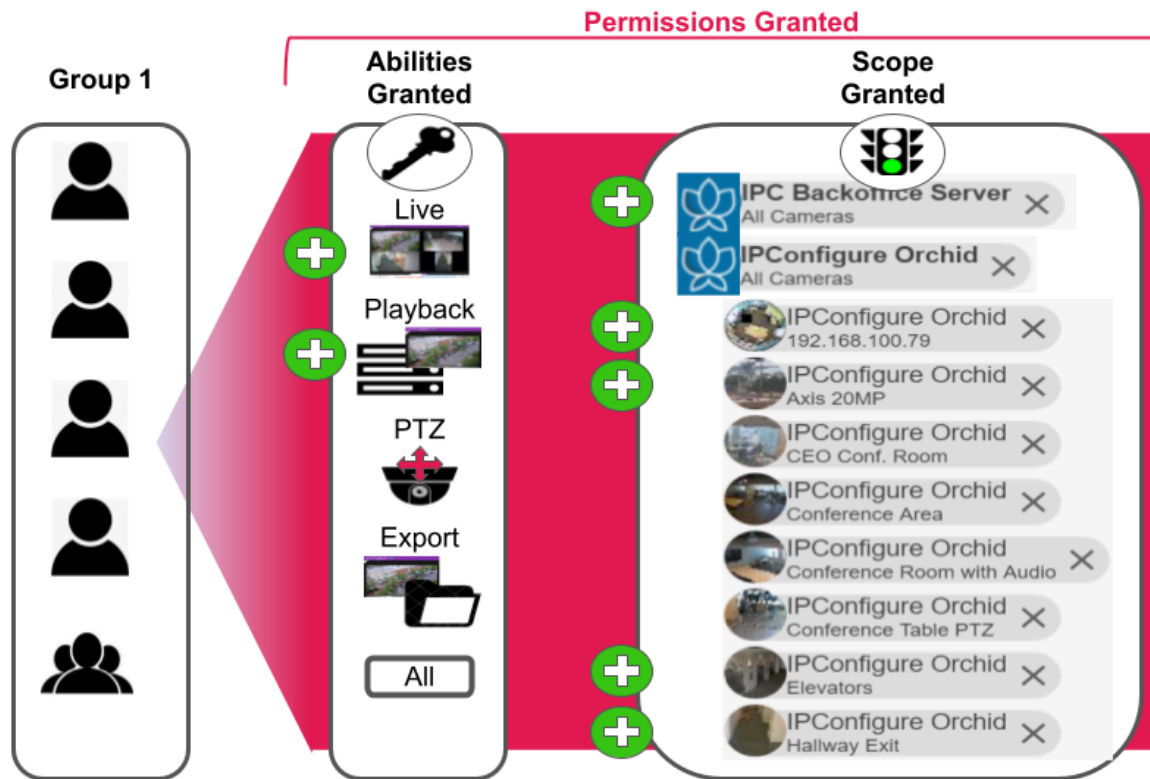 Permissions Granted
Group 1
Abilities
Granted
Live
Playback
PTZ
Export
All
Scope
Granted
IPC Backoffice Server
All Cameras
IPConfigure Orchid
All Cameras
IPConfigure Orchid
192.168.100.79
IPConfigure Orchid
Axis 20MP
IPConfigure Orchid
CEO Conf. Room
IPConfigure Orchid
Conference Area
IPConfigure Orchid
Conference Room with Audio
IPConfigure Orchid
Conference Table PTZ
IPConfigure Orchid
Elevators
IPConfigure Orchid
Hallway Exit